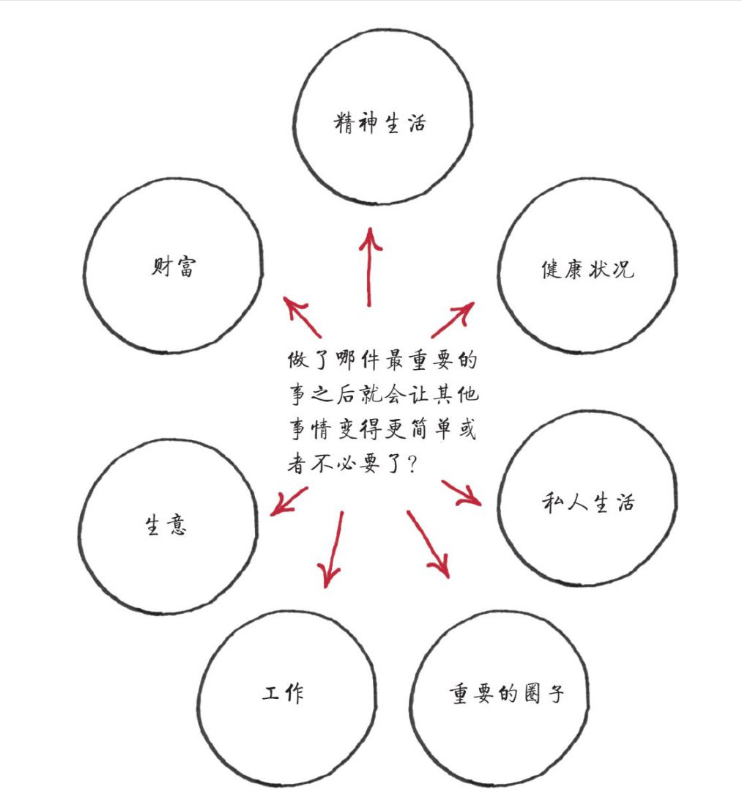 精神生活
财富
健康状况
做了哪件最重要的
事之后就会让其他
事情变得更简单或
者不必要了？
生意
私人生活
工作
重要的圈子